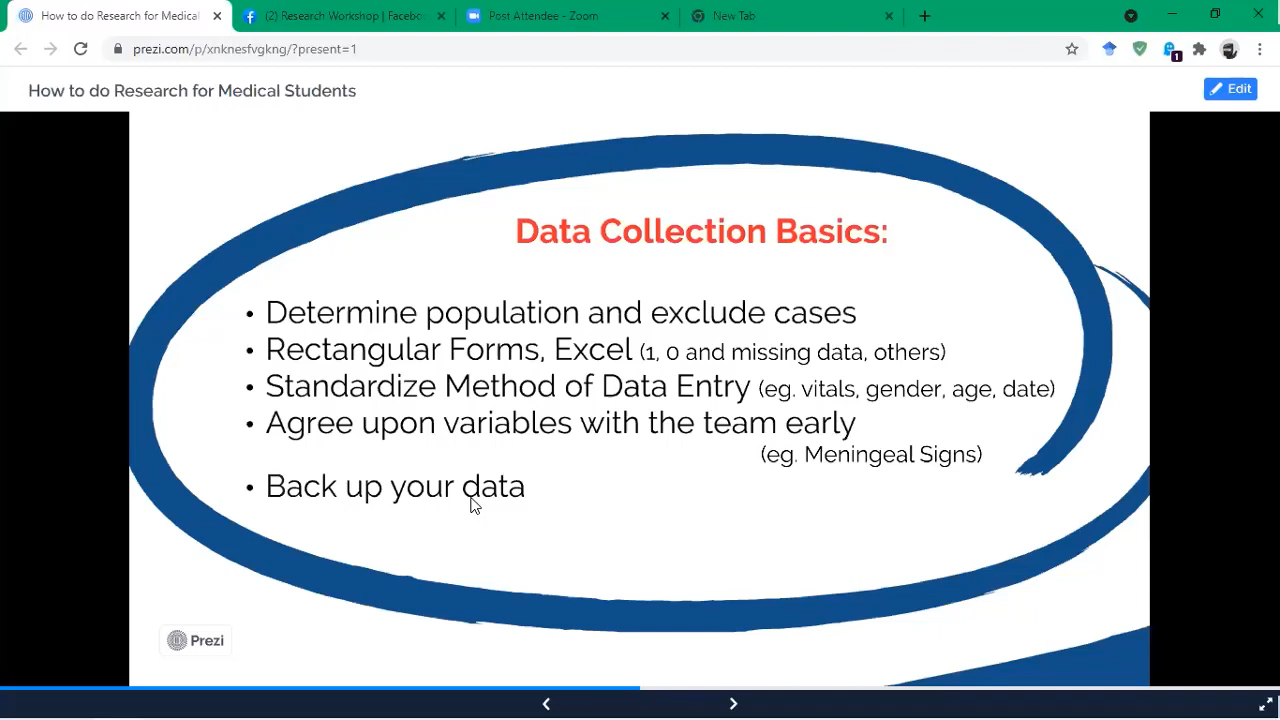 How to do Research for Medical
(2) Research Workshop | Facebo
Post Attendee - Zoom
New Tab
prezi.com/p/xnknesfvgkng/?present=1
1
How to do Research for Medical Students
Edit
Data Collection Basics:
• Determine population and exclude cases
• Rectangular Forms, Excel (1, 0 and missing data, others)
• Standardize Method of Data Entry (eg. vitals, gender, age, date)
• Agree upon variables with the team early
(eg. Meningeal Signs)
• Back up your data
Prezi